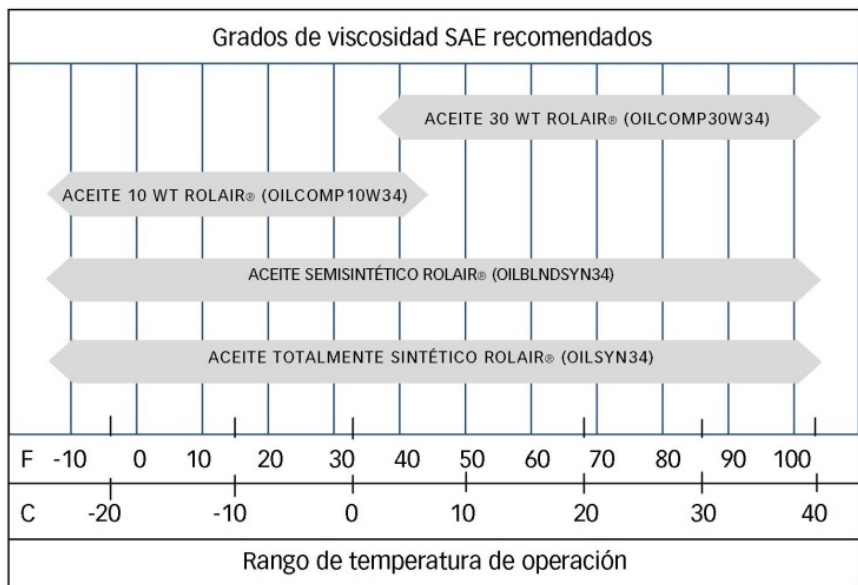 Grados de viscosidad SAE recomendados
ACEITE 30 WT ROLAIR® (OILCOMP30W34)
ACEITE 10 WT ROLAIR® (OILCOMP10W34)
ACEITE SEMISINTÉTICO ROLAIR® (OILBLNDSYN34)
ACEITE TOTALMENTE SINTÉTICO ROLAIR® (OILSYN34)
F -10 0 10 20 30 40 50 60 70 80 90 100
C -20 -10 0 10 20 30 40
Rango de temperatura de operación